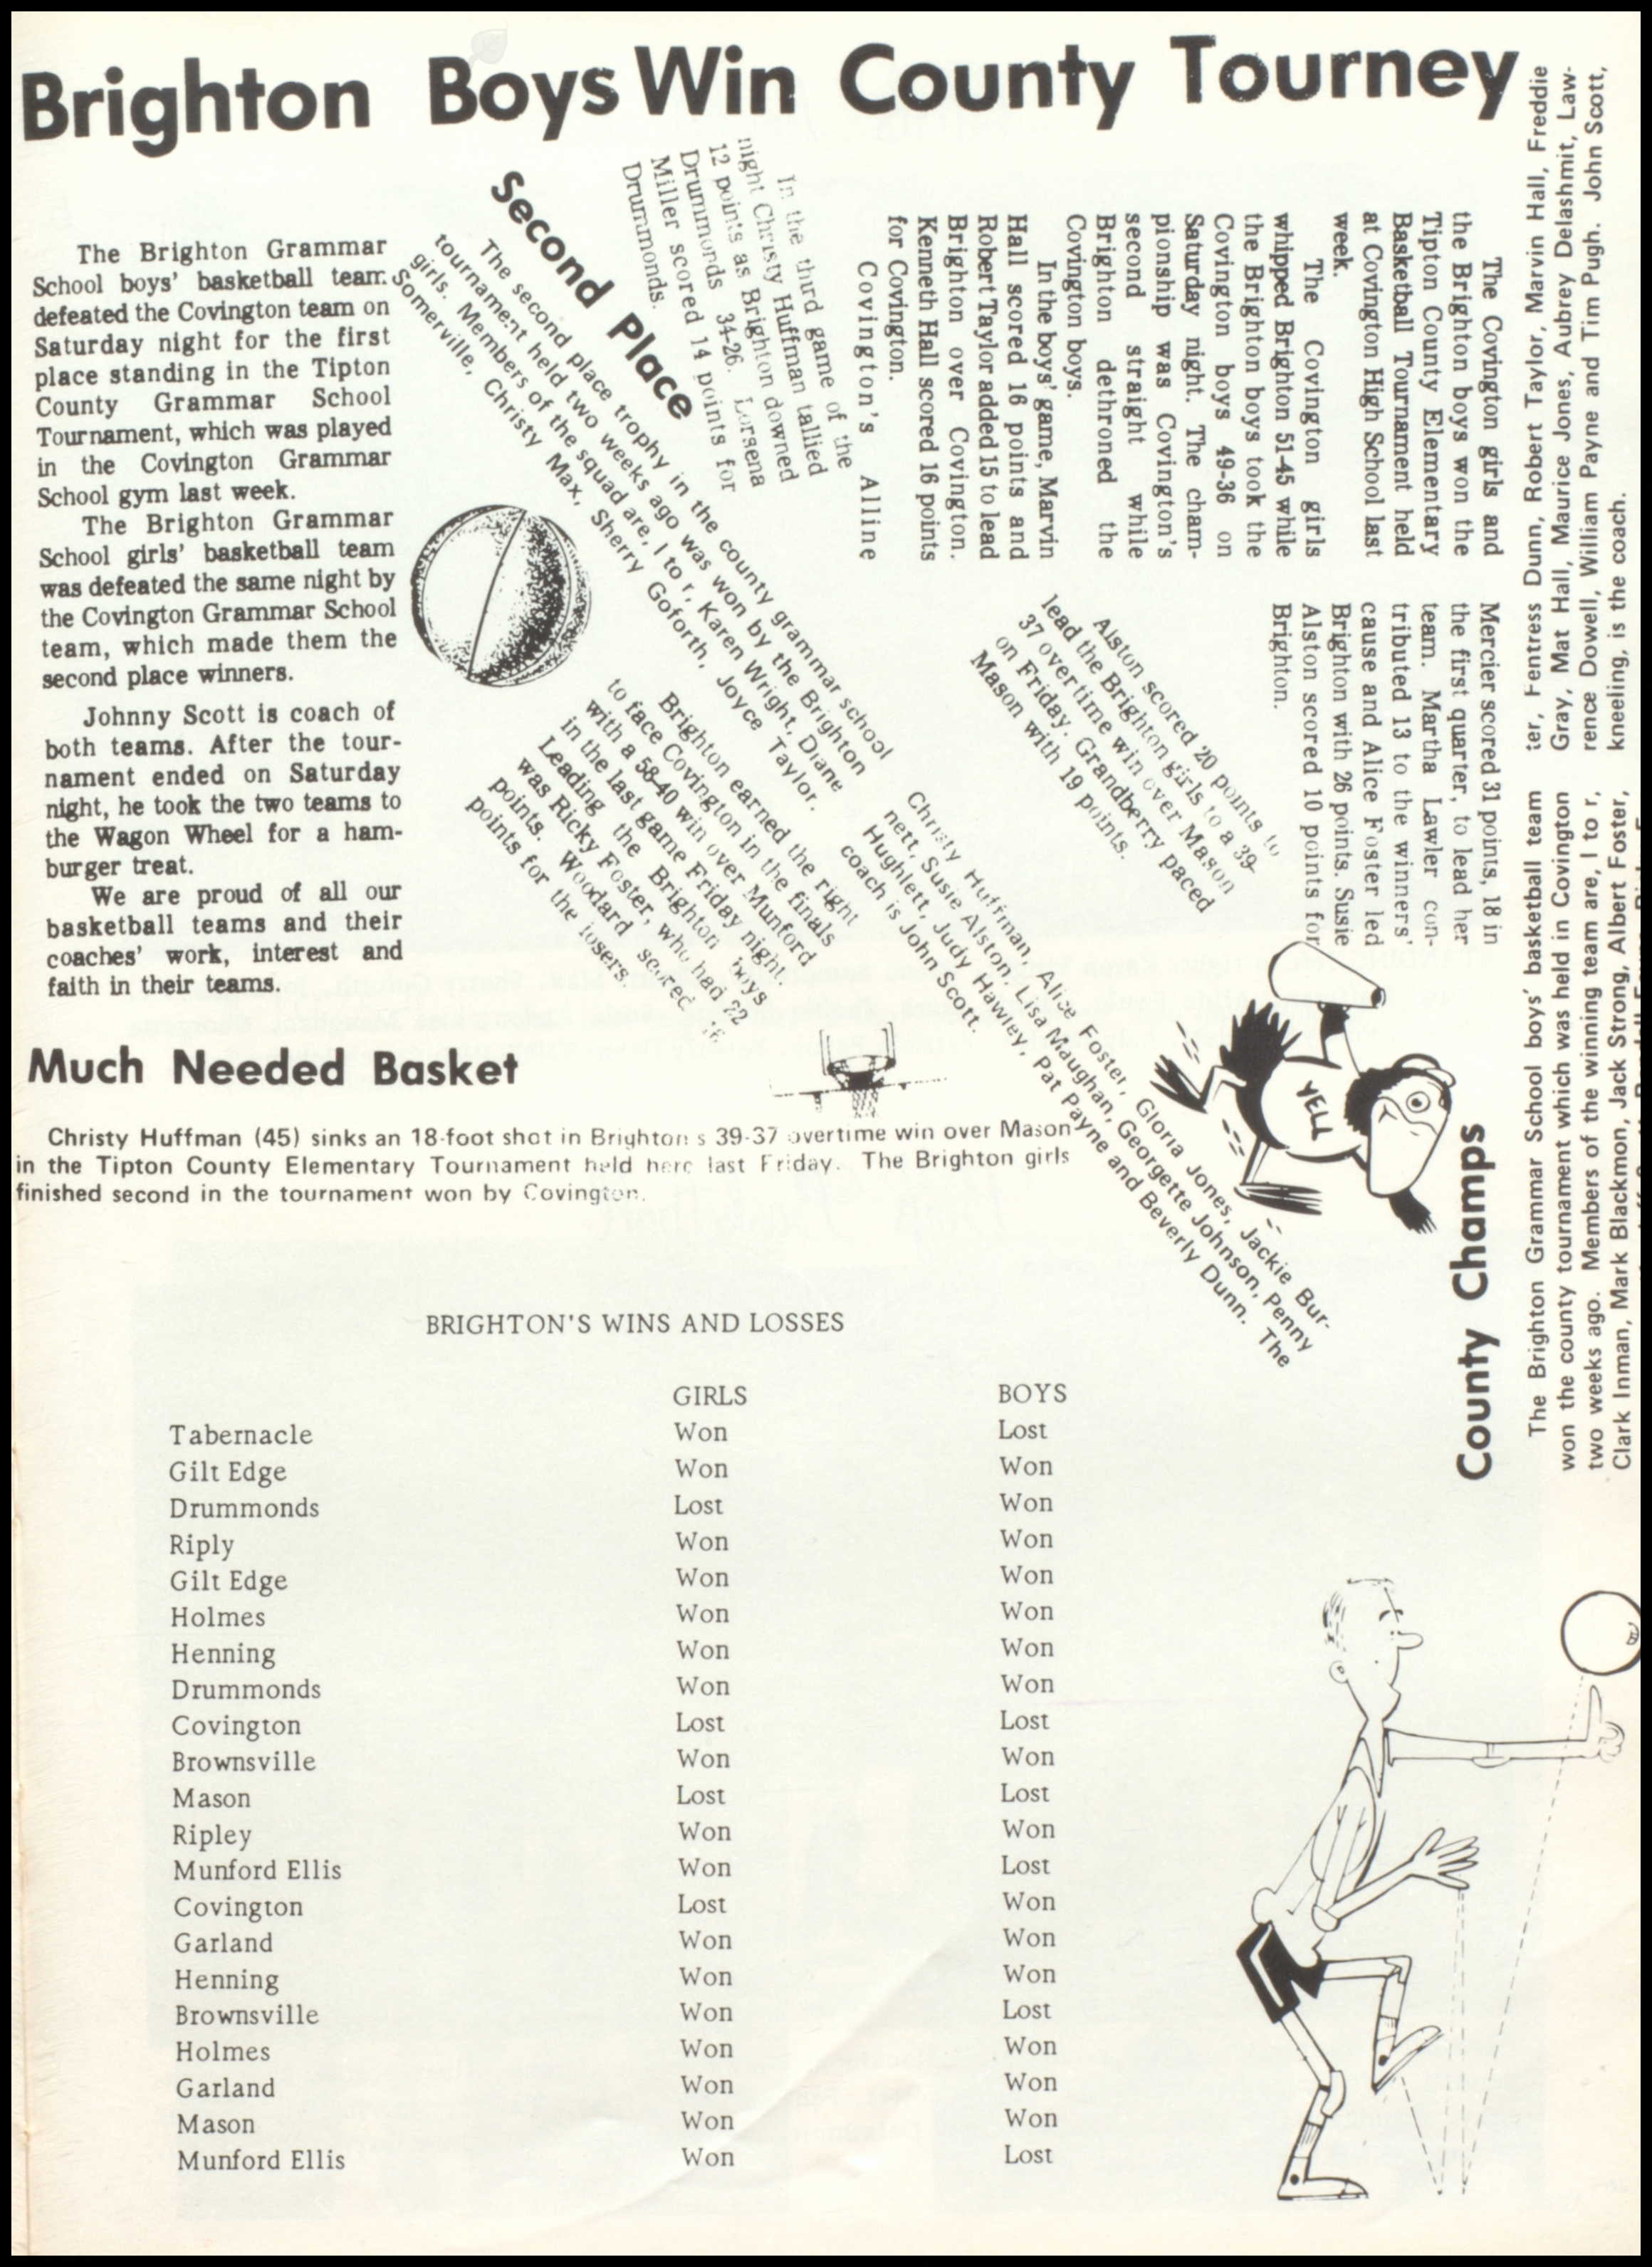 Brighton Boys Win County Tourney
The Brighton Grammar
School boys' basketball team
defeated the Covington team on
Saturday night for the first
place standing in the Tipton
County Grammar School
Tournament, which was played
in the Covington Grammar
School gym last week.
The Brighton Grammar
School girls' basketball team
was defeated the same night by
the Covington Grammar School
team, which made them the
second place winners.
Johnny Scott is coach of
both teams. After the tour-
nament ended on Saturday
night, he took the two teams to
the Wagon Wheel for a ham-
burger treat.
We are proud of all our
basketball teams and their
coaches' work, interest and
faith in their teams.
Second Place
The second place trophy in the county grammar school
tournament held two weeks ago was won by the Brighton
girls. Members of the squad are, l to r, Karen Wright, Diane
Somerville, Christy Max, Sherry Goforth, Joyce Taylor.
Christy Huffman, Alice Foster, Gloria Jones, Jackie Bur-
nett, Susie Alston, Lisa Maughan, Georgette Johnson, Penny
Hughlett, Judy Hawley, Pat Payne and Beverly Dunn. The
coach is John Scott.
In the third game of the
night Christy Huffman tallied
12 points as Brighton downed
Drummonds 34-26. Lorsena
Miller scored 14 points for
Drummonds.
The Covington girls and
the Brighton boys won the
Tipton County Elementary
Basketball Tournament held
at Covington High School last
week.
The Covington girls
whipped Brighton 51-45 while
the Brighton boys took the
Covington boys 49-36 on
Saturday night. The cham-
pionship was Covington's
second straight while
Brighton dethroned the
Covington boys.
In the boys' game, Marvin
Hall scored 16 points and
Robert Taylor added 15 to lead
Brighton over Covington.
Kenneth Hall scored 16 points
for Covington.
Covington's Alline
Mercier scored 31 points, 18 in
the first quarter, to lead her
team. Martha Lawler con-
tributed 13 to the winners'
cause and Alice Foster led
Brighton with 26 points. Susie
Alston scored 10 points for
Brighton.
Alston scored 20 points to
lead the Brighton girls to a 39-
37 overtime win over Mason
on Friday. Grandberry paced
Mason with 19 points.
Brighton earned the right
to face Covington in the finals
with a 58-40 win over Munford
in the last game Friday night.
Leading the Brighton boys
was Ricky Foster, who had 22
points. Woodard scored
points for the losers.
Much Needed Basket
Christy Huffman (45) sinks an 18-foot shot in Brighton s 39-37 overtime win over Mason
in the Tipton County Elementary Tournament held here last Friday. The Brighton girls
finished second in the tournament won by Covington.
YELL
County Champs
The Brighton Grammar School boys' basketball team
won the county tournament which was held in Covington
two weeks ago. Members of the winning team are, l to r,
Clark Inman, Mark Blackmon, Jack Strong, Albert Foster,
ter, Fentress Dunn, Robert Taylor, Marvin Hall, Freddie
Gray, Mat Hall, Maurice Jones, Aubrey Delashmit, Law-
rence Dowell, William Payne and Tim Pugh. John Scott,
kneeling, is the coach.
BRIGHTON'S WINS AND LOSSES
GIRLS BOYS
Tabernacle Won Lost
Gilt Edge Won Won
Drummonds Lost Won
Riply Won Won
Gilt Edge Won Won
Holmes Won Won
Henning Won Won
Drummonds Won Won
Covington Lost Lost
Brownsville Won Won
Mason Lost Lost
Ripley Won Won
Munford Ellis Won Lost
Covington Lost Won
Garland Won Won
Henning Won Won
Brownsville Won Lost
Holmes Won Won
Garland Won Won
Mason Won Won
Munford Ellis Won Lost